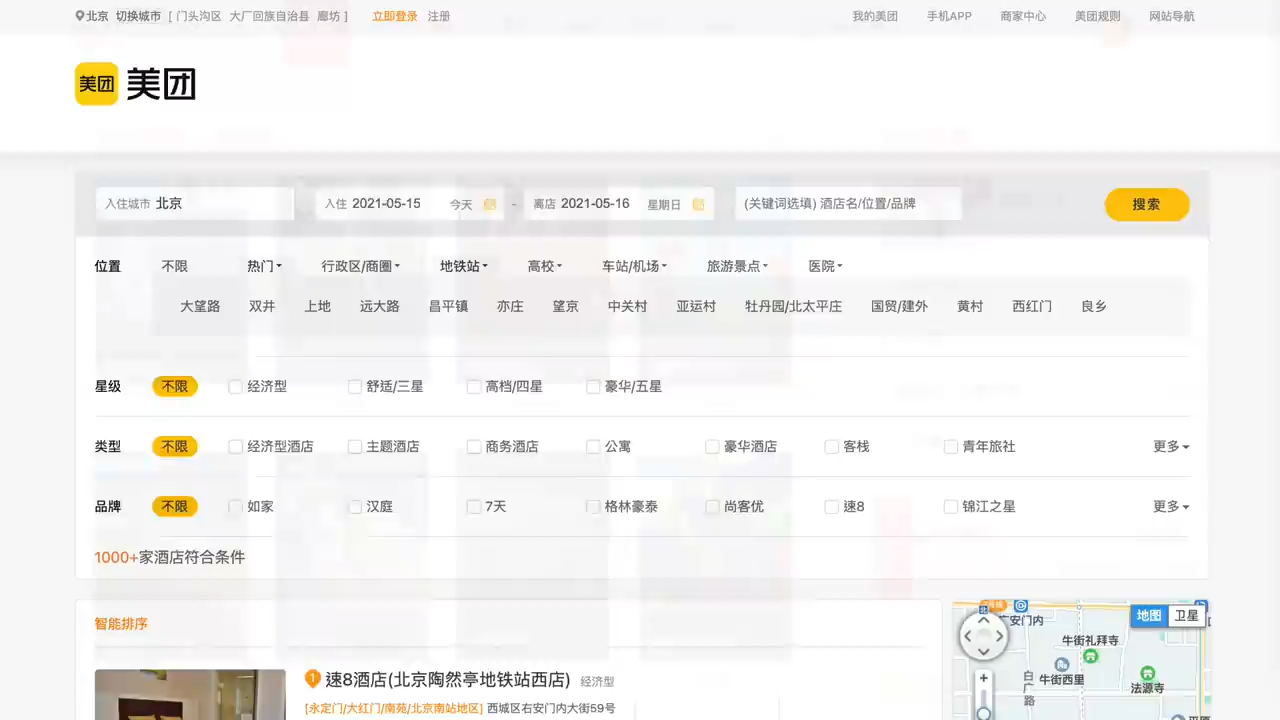 北京 切换城市 [ 门头沟区 大厂回族自治县 廊坊 ] 立即登录 注册 我的美团 手机APP 商家中心 美团规则 网站导航
美团 美团
入住城市 北京 入住 2021-05-15 今天 - 离店 2021-05-16 星期日 (关键词选填) 酒店名/位置/品牌 搜索
位置 不限 热门 行政区/商圈 地铁站 高校 车站/机场 旅游景点 医院
大望路 双井 上地 远大路 昌平镇 亦庄 望京 中关村 亚运村 牡丹园/北太平庄 国贸/建外 黄村 西红门 良乡
星级 不限 经济型 舒适/三星 高档/四星 豪华/五星
类型 不限 经济型酒店 主题酒店 商务酒店 公寓 豪华酒店 客栈 青年旅社 更多
品牌 不限 如家 汉庭 7天 格林豪泰 尚客优 速8 锦江之星 更多
1000+家酒店符合条件
智能排序
1 速8酒店(北京陶然亭地铁站西店) 经济型
[永定门/大红门/南苑/北京南站地区] 西城区右安门内大街59号
北
地图 卫星
广安门内
牛街礼拜寺
牛街西里
白广路
法源寺